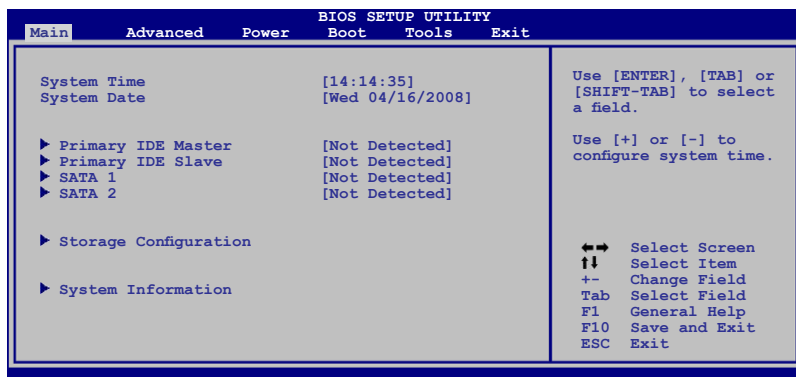 BIOS SETUP UTILITY
Main Advanced Power Boot Tools Exit
System Time [14:14:35]
System Date [Wed 04/16/2008]
Primary IDE Master [Not Detected]
Primary IDE Slave [Not Detected]
SATA 1 [Not Detected]
SATA 2 [Not Detected]
Storage Configuration
System Information
Use [ENTER], [TAB] or
[SHIFT-TAB] to select
a field.
Use [+] or [-] to
configure system time.
←→ Select Screen
↑↓ Select Item
+- Change Field
Tab Select Field
F1 General Help
F10 Save and Exit
ESC Exit